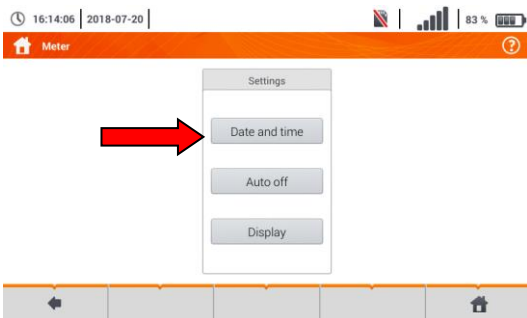 16:14:06 2018-07-20 83 %
Meter ?
Settings
Date and time
Auto off
Display